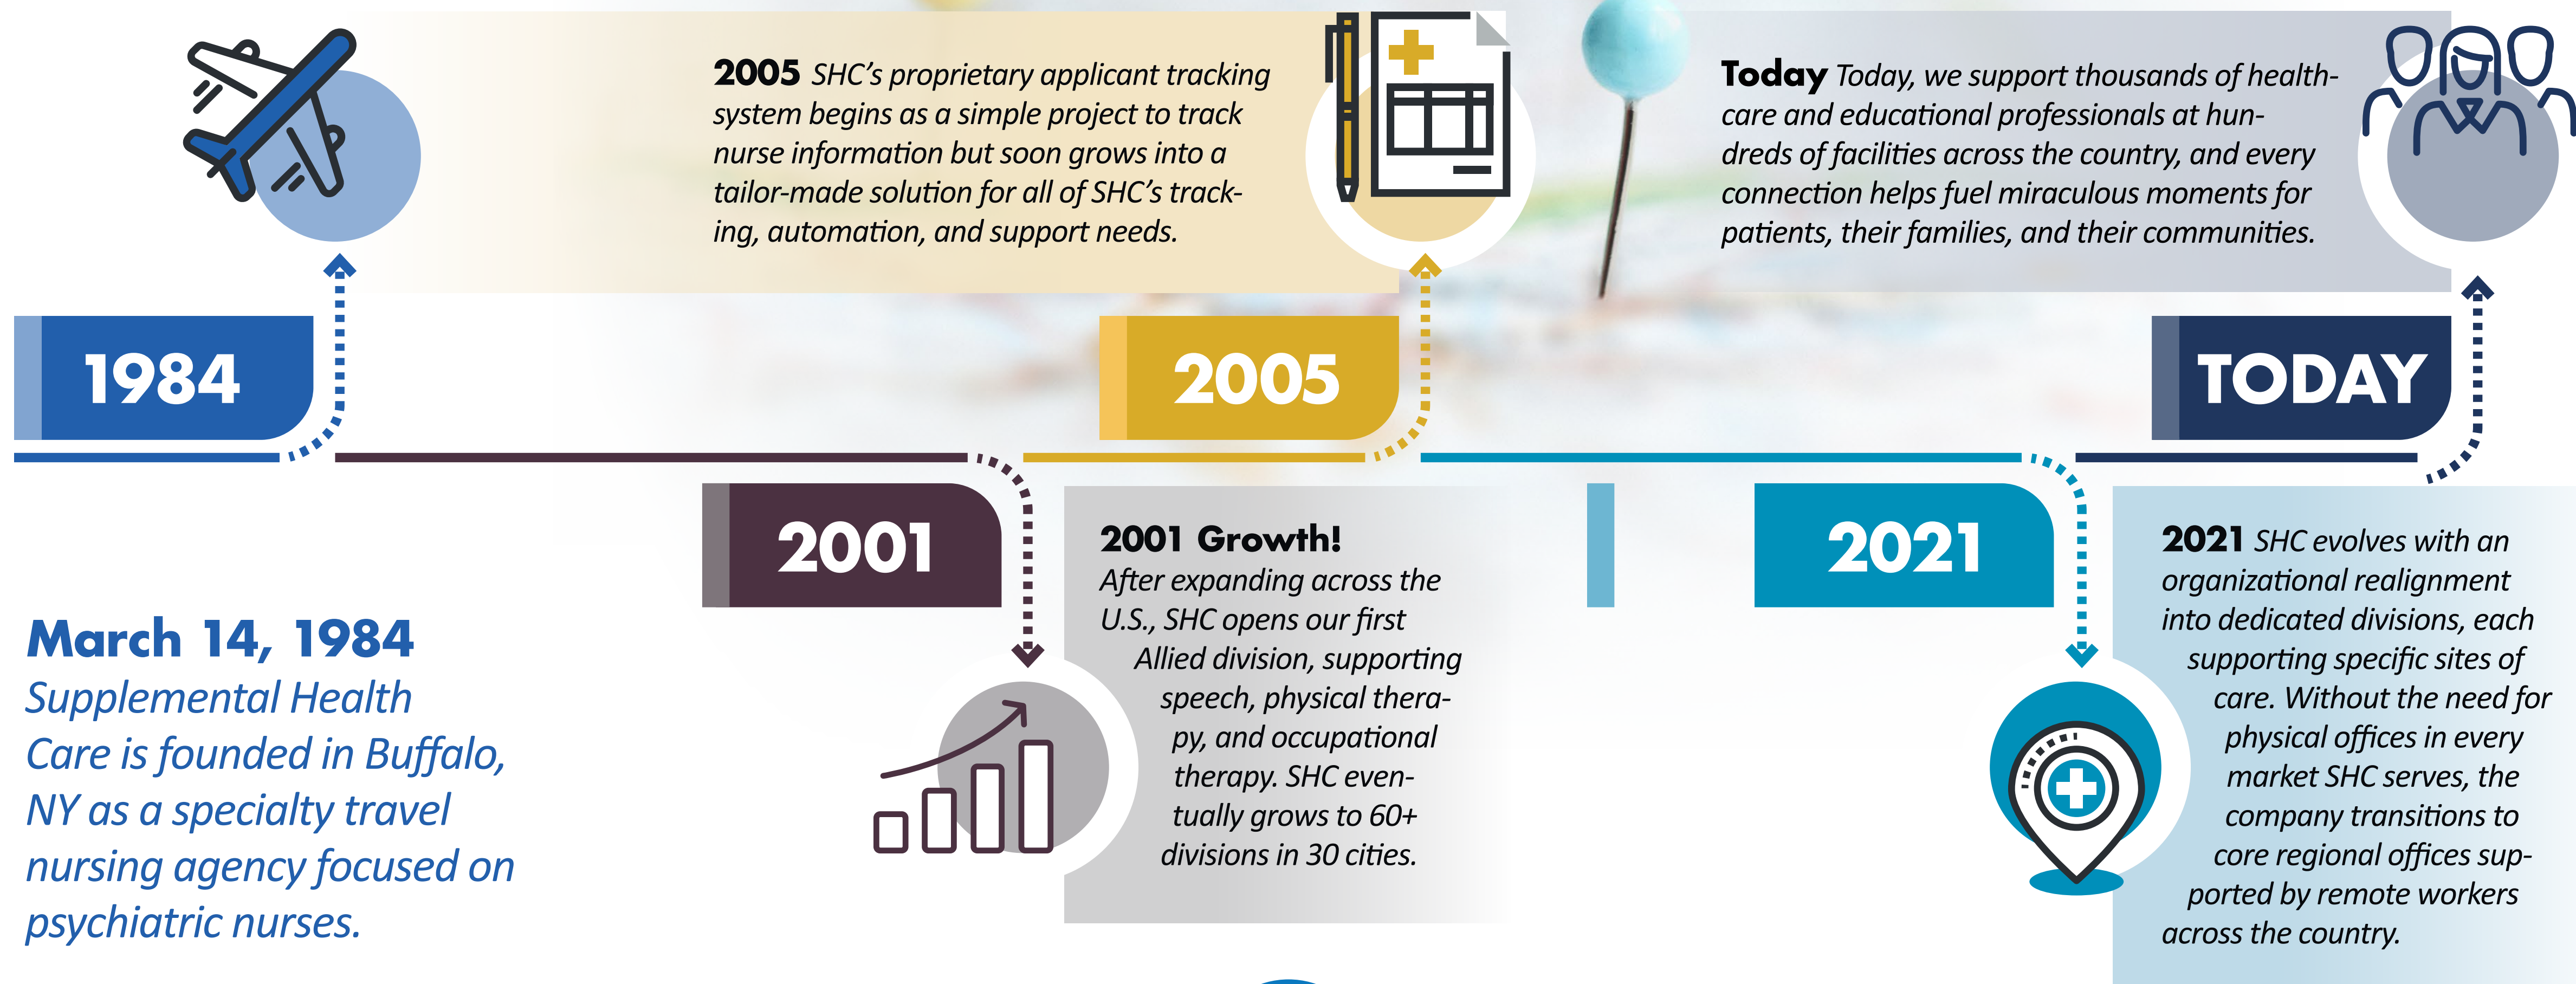 2005 SHC’s proprietary applicant tracking
system begins as a simple project to track
nurse information but soon grows into a
tailor-made solution for all of SHC’s track-
ing, automation, and support needs.
Today Today, we support thousands of health-
care and educational professionals at hun-
dreds of facilities across the country, and every
connection helps fuel miraculous moments for
patients, their families, and their communities.
1984
2005
TODAY
2001
2021
March 14, 1984
Supplemental Health
Care is founded in Buffalo,
NY as a specialty travel
nursing agency focused on
psychiatric nurses.
2001 Growth!
After expanding across the
U.S., SHC opens our first
Allied division, supporting
speech, physical thera-
py, and occupational
therapy. SHC even-
tually grows to 60+
divisions in 30 cities.
2021 SHC evolves with an
organizational realignment
into dedicated divisions, each
supporting specific sites of
care. Without the need for
physical offices in every
market SHC serves, the
company transitions to
core regional offices sup-
ported by remote workers
across the country.